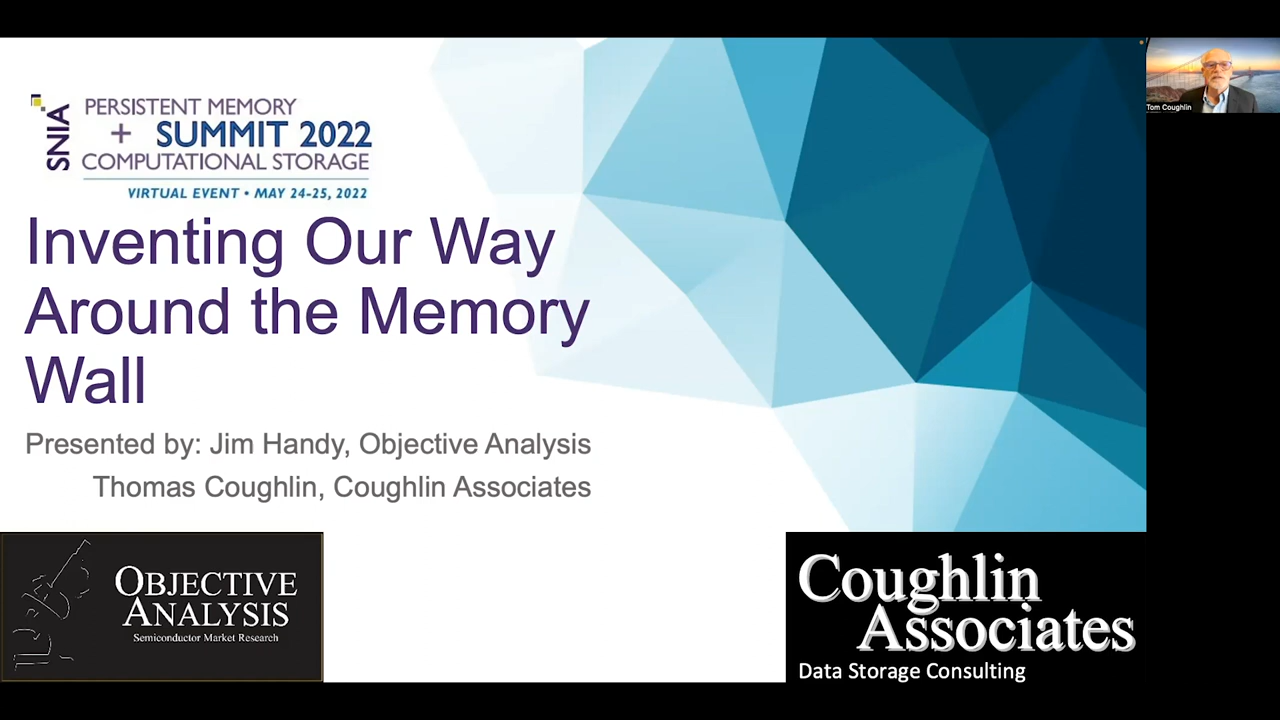 SNIA
PERSISTENT MEMORY
+ SUMMIT 2022
COMPUTATIONAL STORAGE
VIRTUAL EVENT • MAY 24-25, 2022
Inventing Our Way
Around the Memory
Wall
Presented by: Jim Handy, Objective Analysis
Thomas Coughlin, Coughlin Associates
OBJECTIVE
ANALYSIS
Semiconductor Market Research
Coughlin
Associates
Data Storage Consulting
Tom Coughlin